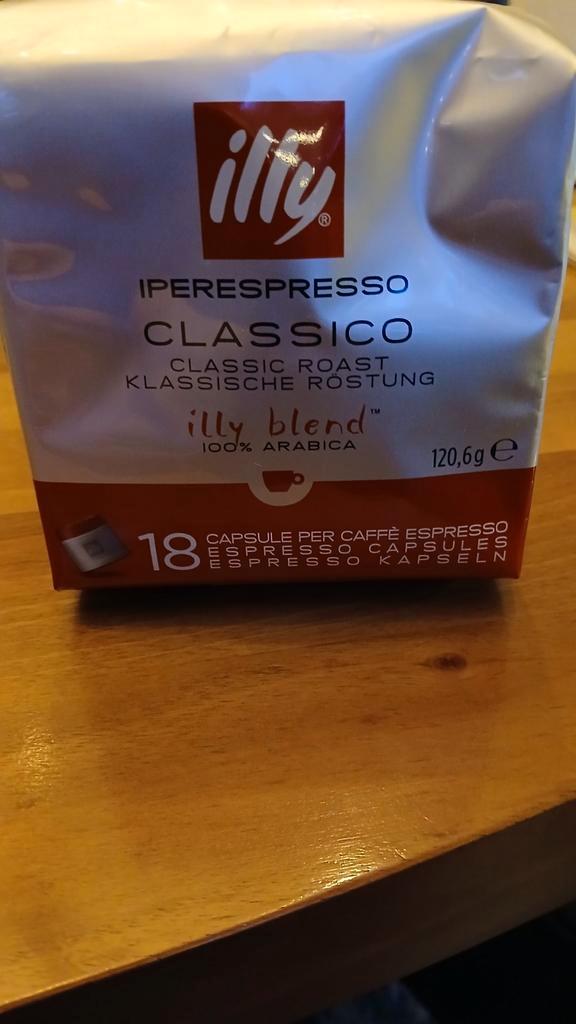 illy®
IPERESPRESSO
CLASSICO
CLASSIC ROAST
KLASSISCHE RÖSTUNG
illy blend™
100% ARABICA
120,6g ℮
18 CAPSULE PER CAFFÈ ESPRESSO
ESPRESSO CAPSULES
ESPRESSO KAPSELN